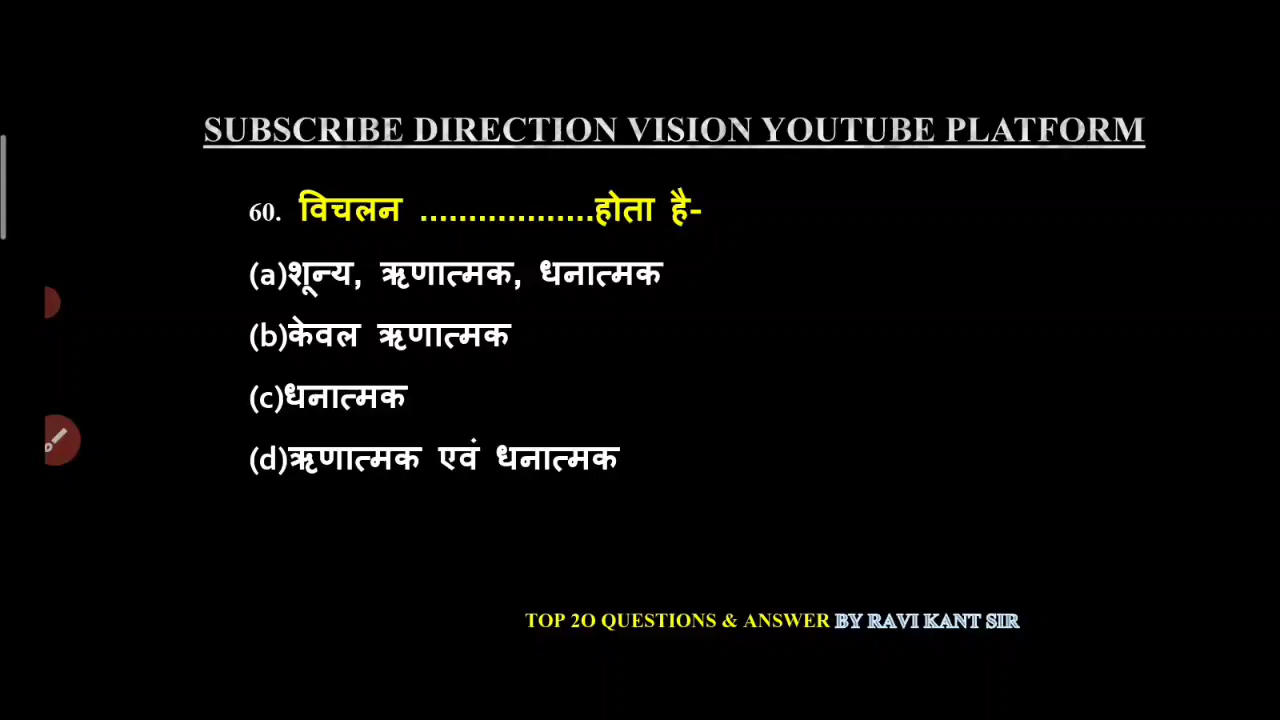 SUBSCRIBE DIRECTION VISION YOUTUBE PLATFORM
60. विचलन ..................होता है-
(a)शून्य, ऋणात्मक, धनात्मक
(b)केवल ऋणात्मक
(c)धनात्मक
(d)ऋणात्मक एवं धनात्मक
TOP 2O QUESTIONS & ANSWER BY RAVI KANT SIR